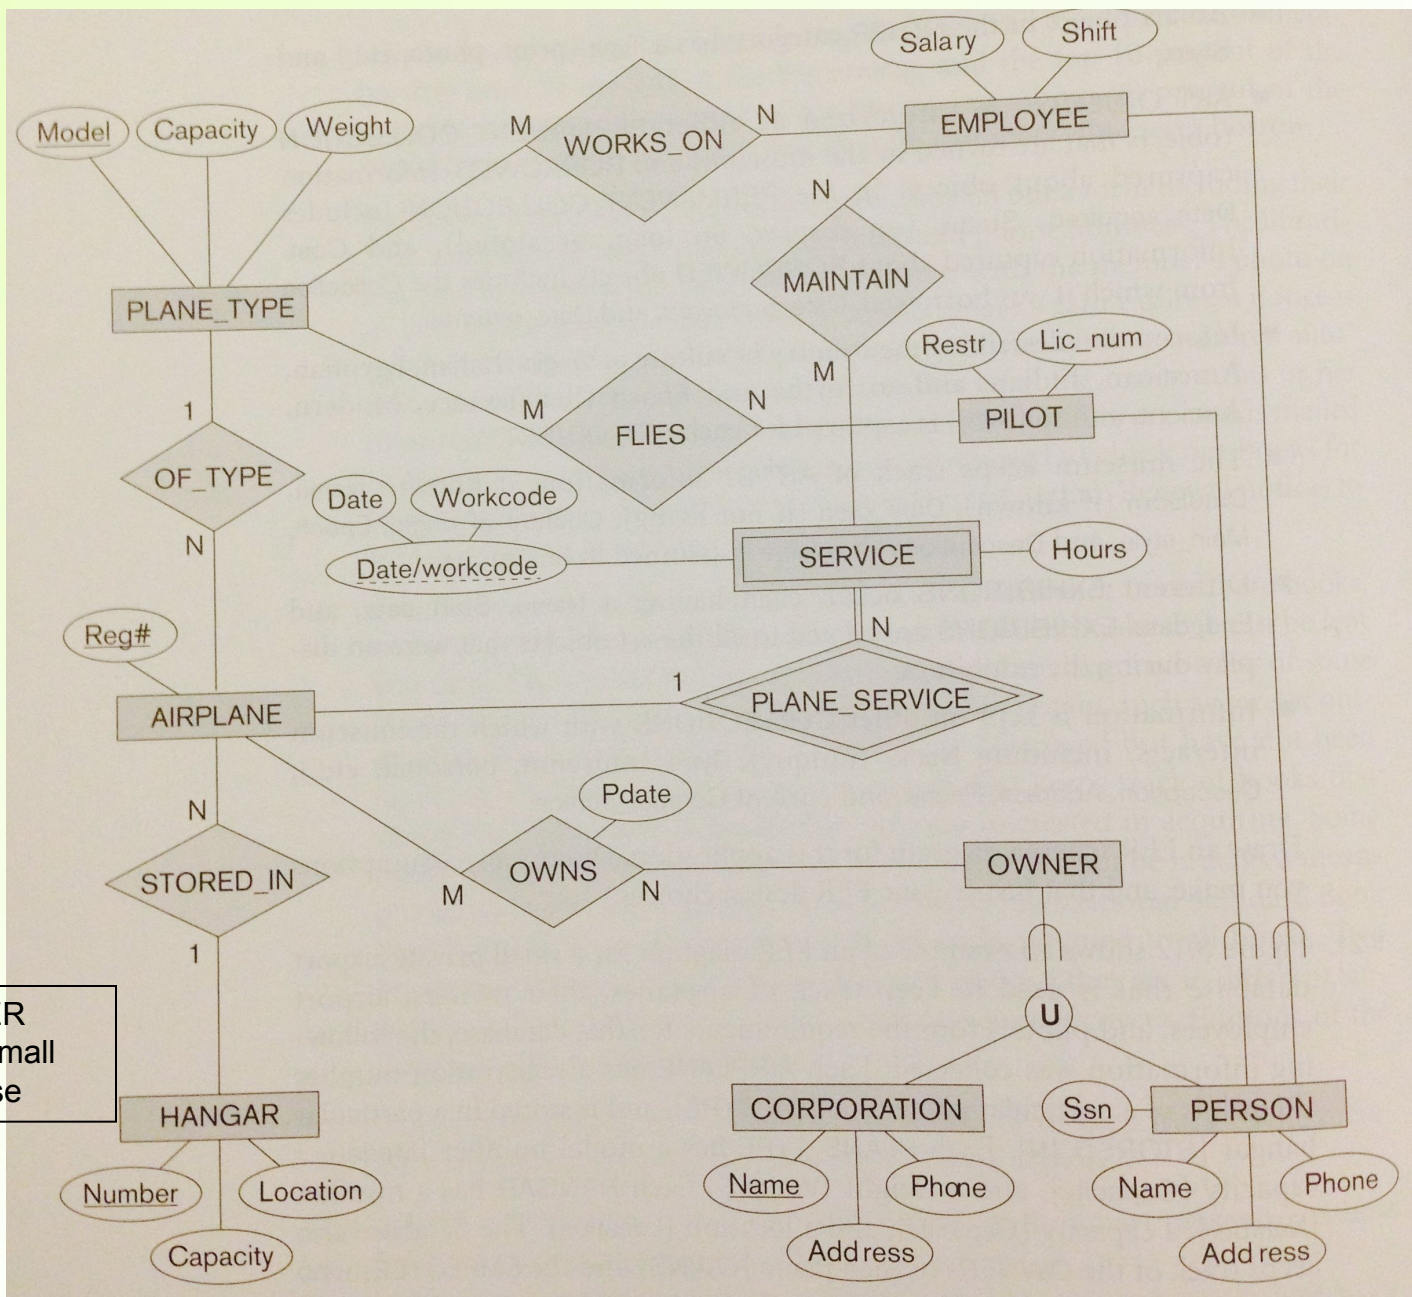 Salary
Shift
Model
Capacity
Weight
M
WORKS_ON
N
EMPLOYEE
N
PLANE_TYPE
MAINTAIN
Restr
Lic_num
M
1
M
FLIES
N
PILOT
OF_TYPE
Date
Workcode
N
Date/workcode
SERVICE
Hours
Reg#
N
1
PLANE_SERVICE
AIRPLANE
Pdate
N
OWNS
OWNER
STORED_IN
M
N
1
U
ER
mall
se
HANGAR
CORPORATION
Ssn
PERSON
Number
Location
Name
Phone
Name
Phone
Capacity
Address
Address